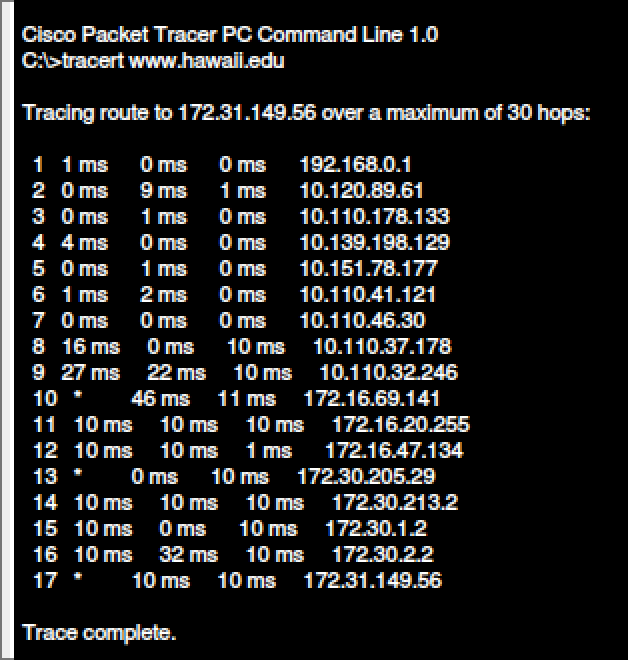 Cisco Packet Tracer PC Command Line 1.0
C:\>tracert www.hawaii.edu
Tracing route to 172.31.149.56 over a maximum of 30 hops:
1 1 ms 0 ms 0 ms 192.168.0.1
2 0 ms 9 ms 1 ms 10.120.89.61
3 0 ms 1 ms 0 ms 10.110.178.133
4 4 ms 0 ms 0 ms 10.139.198.129
5 0 ms 1 ms 0 ms 10.151.78.177
6 1 ms 2 ms 0 ms 10.110.41.121
7 0 ms 0 ms 0 ms 10.110.46.30
8 16 ms 0 ms 10 ms 10.110.37.178
9 27 ms 22 ms 10 ms 10.110.32.246
10 * 46 ms 11 ms 172.16.69.141
11 10 ms 10 ms 10 ms 172.16.20.255
12 10 ms 10 ms 1 ms 172.16.47.134
13 * 0 ms 10 ms 172.30.205.29
14 10 ms 10 ms 10 ms 172.30.213.2
15 10 ms 0 ms 10 ms 172.30.1.2
16 10 ms 32 ms 10 ms 172.30.2.2
17 * 10 ms 10 ms 172.31.149.56
Trace complete.